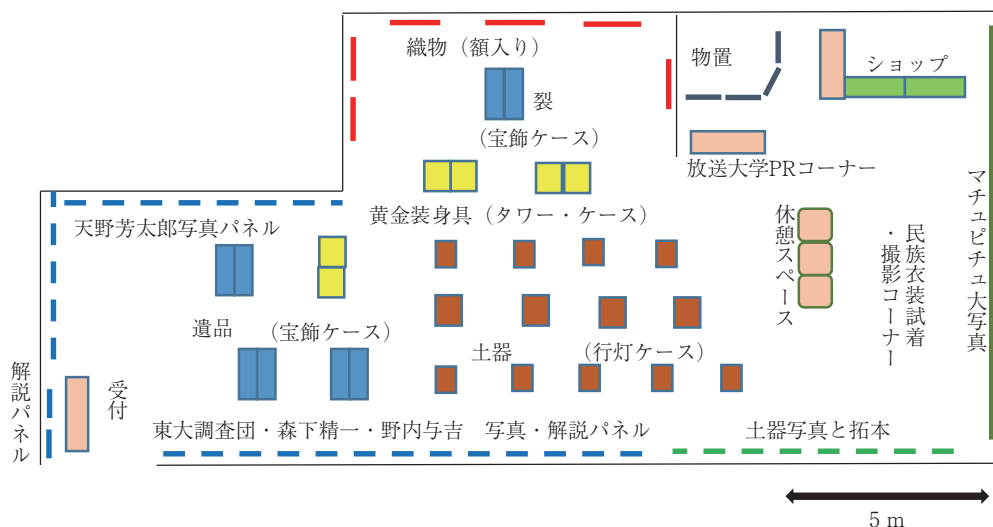 織物（額入り）
物置
ショップ
裂
（宝飾ケース）
放送大学PRコーナー
黄金装身具（タワー・ケース）
天野芳太郎写真パネル
休憩スペース
民族衣装試着
・撮影コーナー
マチュピチュ大写真
遺品
（宝飾ケース）
土器
（行灯ケース）
解説パネル
受付
東大調査団・森下精一・野内与吉
写真・解説パネル
土器写真と拓本
5 m